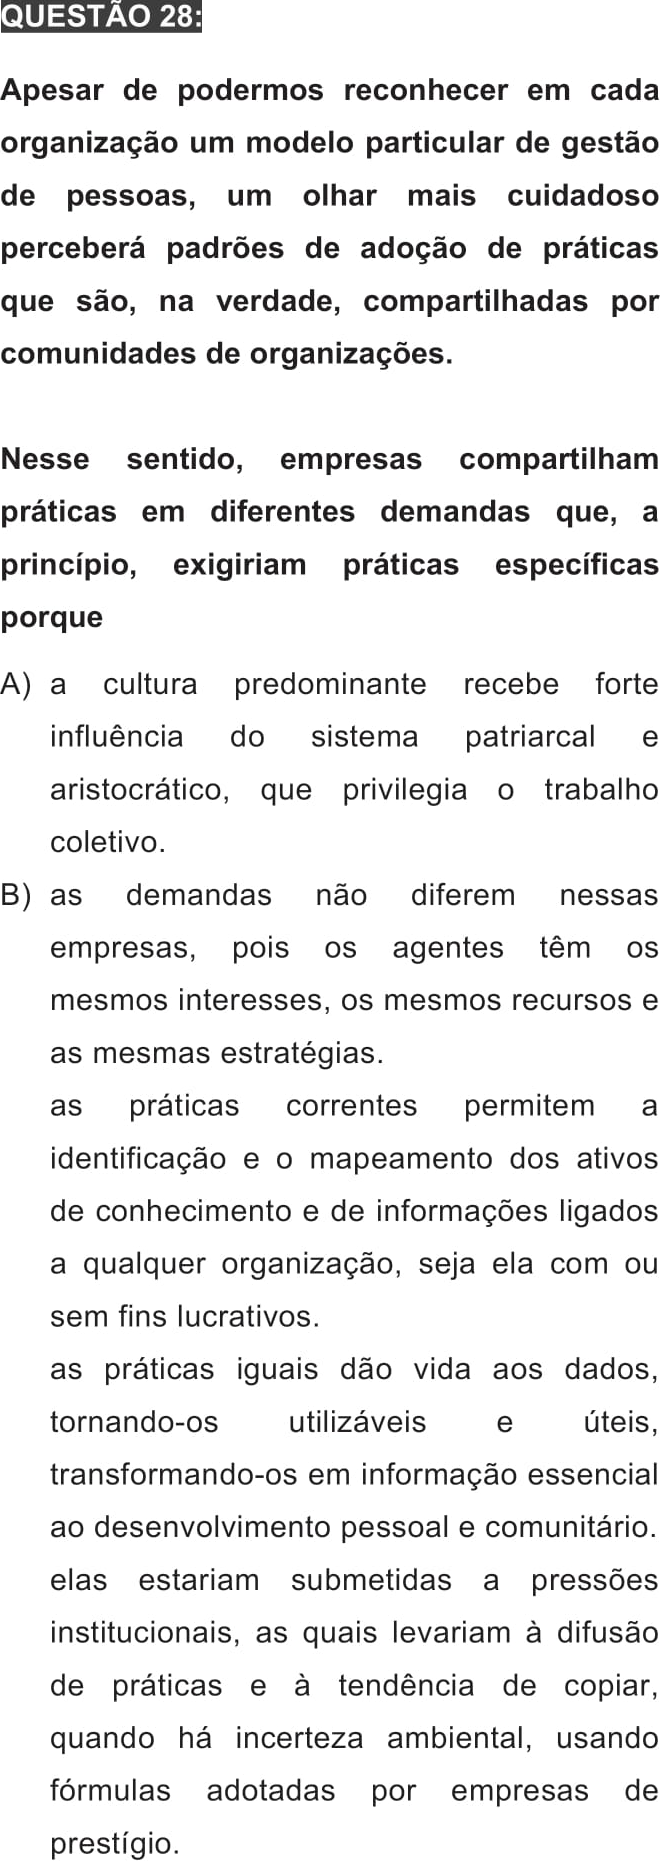 QUESTÃO 28:
Apesar de podermos reconhecer em cada
organização um modelo particular de gestão
de pessoas, um olhar mais cuidadoso
perceberá padrões de adoção de práticas
que são, na verdade, compartilhadas por
comunidades de organizações.
Nesse sentido, empresas compartilham
práticas em diferentes demandas que, a
princípio, exigiriam práticas específicas
porque
A) a cultura predominante recebe forte
influência do sistema patriarcal e
aristocrático, que privilegia o trabalho
coletivo.
B) as demandas não diferem nessas
empresas, pois os agentes têm os
mesmos interesses, os mesmos recursos e
as mesmas estratégias.
as práticas correntes permitem a
identificação e o mapeamento dos ativos
de conhecimento e de informações ligados
a qualquer organização, seja ela com ou
sem fins lucrativos.
as práticas iguais dão vida aos dados,
tornando-os utilizáveis e úteis,
transformando-os em informação essencial
ao desenvolvimento pessoal e comunitário.
elas estariam submetidas a pressões
institucionais, as quais levariam à difusão
de práticas e à tendência de copiar,
quando há incerteza ambiental, usando
fórmulas adotadas por empresas de
prestígio.